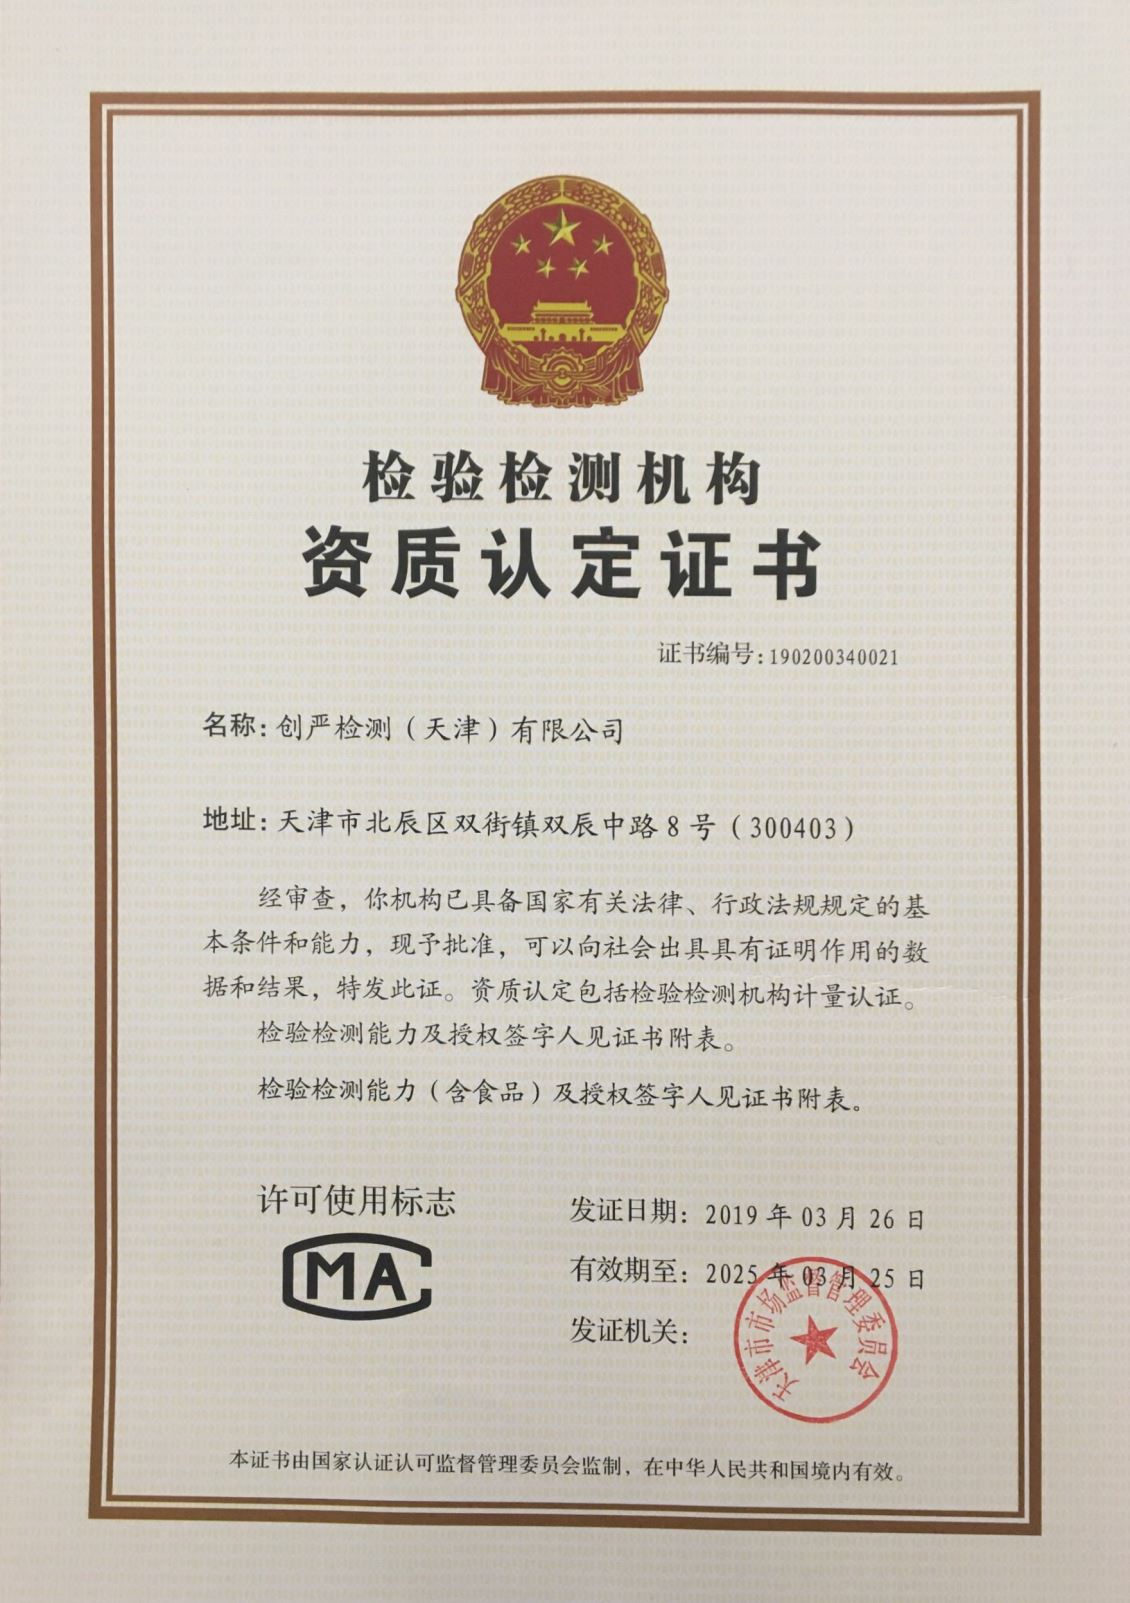 检验检测机构
资质认定证书
证书编号:190200340021
名称:创严检测(天津)有限公司
地址:天津市北辰区双街镇双辰中路8号(300403)
经审查，你机构已具备国家有关法律、行政法规规定的基
本条件和能力，现予批准，可以向社会出具具有证明作用的数
据和结果，特发此证。资质认定包括检验检测机构计量认证。
检验检测能力及授权签字人见证书附表。
检验检测能力(含食品)及授权签字人见证书附表。
许可使用标志
MA
发证日期: 2019年03月26日
有效期至: 2025年03月25日
发证机关:
天津市市场监督管理委员会
本证书由国家认证认可监督管理委员会监制，在中华人民共和国境内有效。